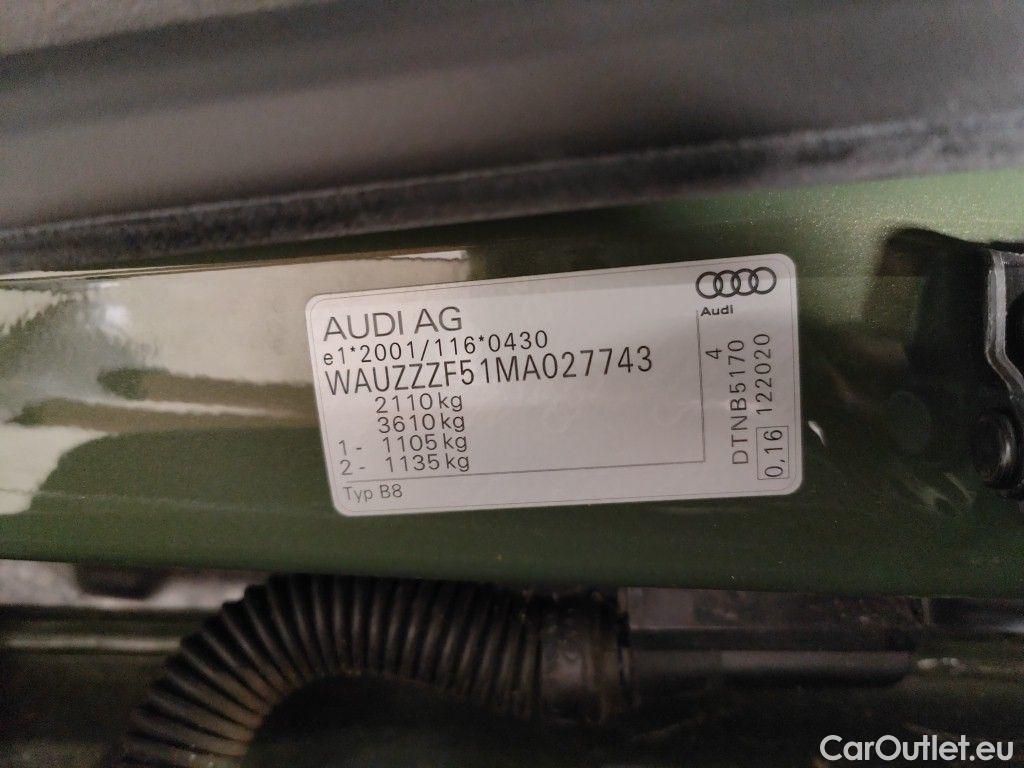 AUDI AG
e1*2001/116*0430
WAUZZZF51MA027743
2110 kg
3610 kg
1- 1105 kg
2- 1135 kg
Typ B8
Audi
4
DTNB5170
0,16 122020
CarOutlet.eu